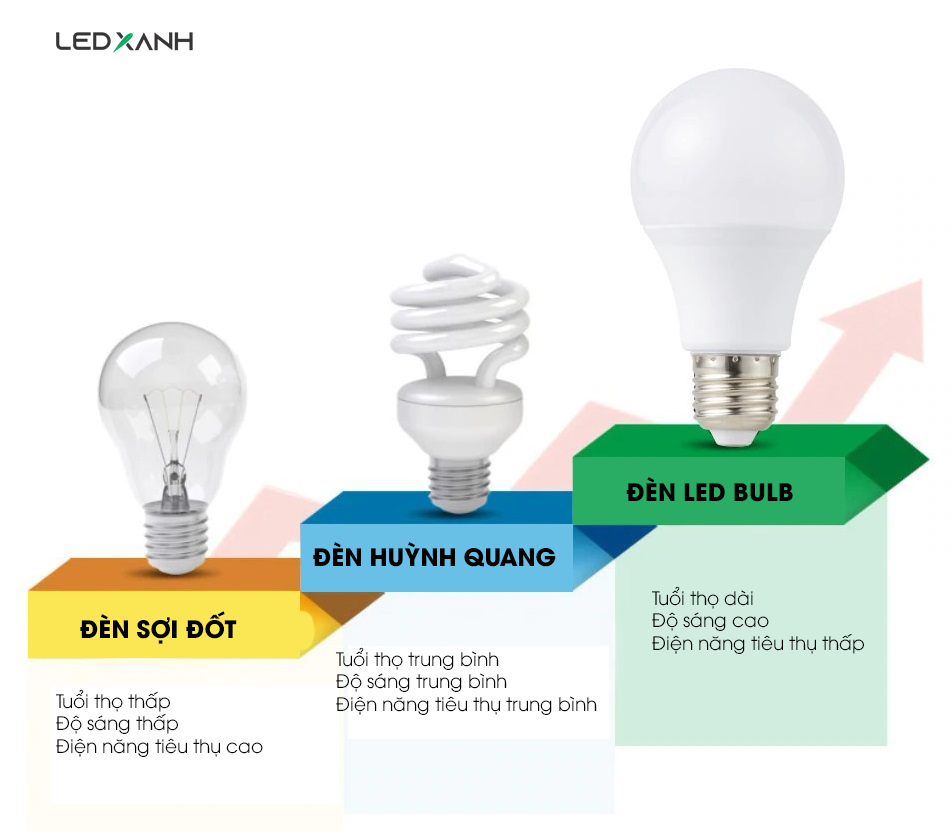 LEDXANH
ĐÈN SỢI ĐỐT
Tuổi thọ thấp
Độ sáng thấp
Điện năng tiêu thụ cao
ĐÈN HUỲNH QUANG
Tuổi thọ trung bình
Độ sáng trung bình
Điện năng tiêu thụ trung bình
ĐÈN LED BULB
Tuổi thọ dài
Độ sáng cao
Điện năng tiêu thụ thấp